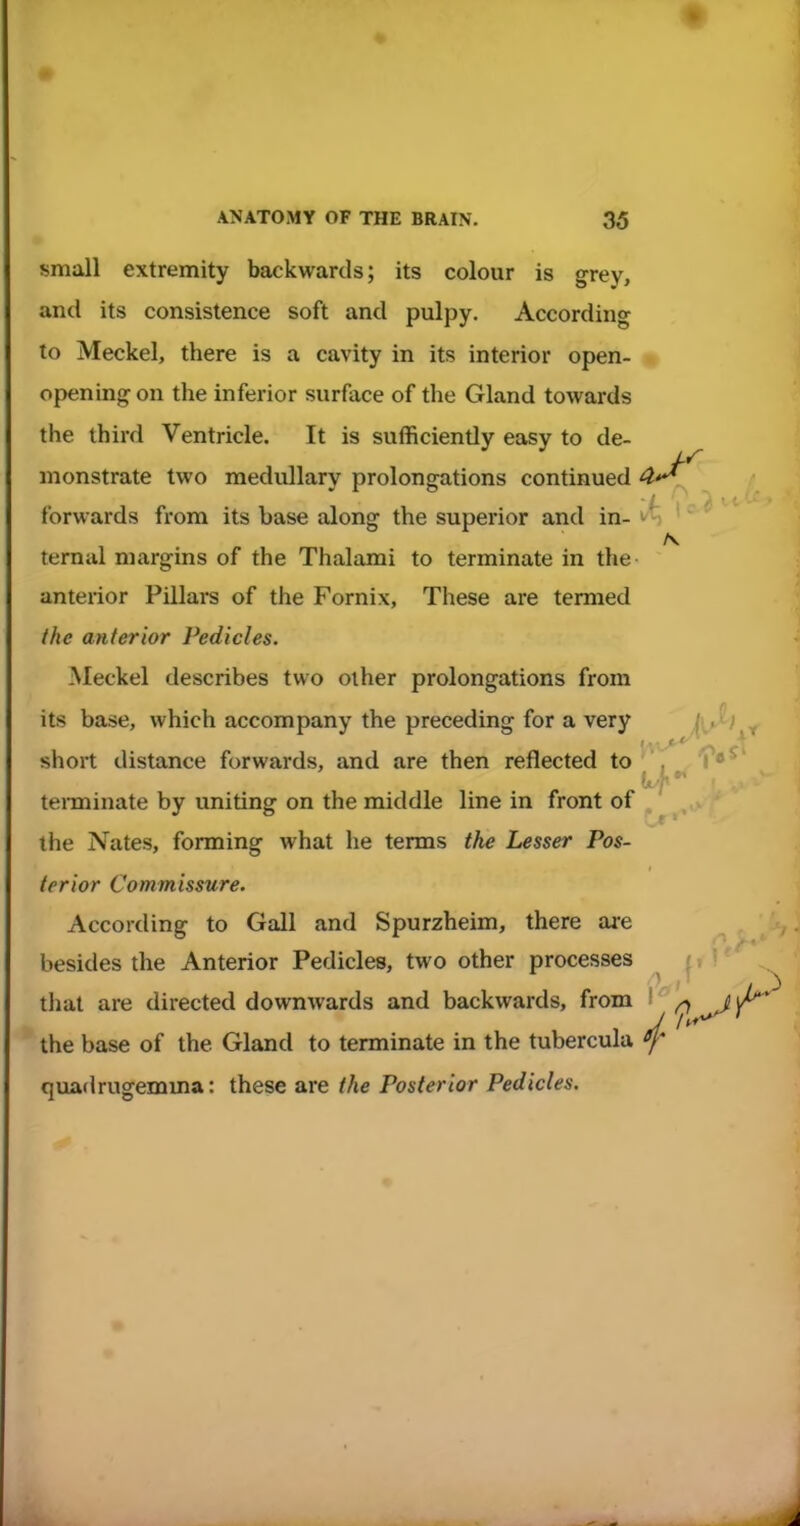 ANATOMY OF THE BRAIN. 35
small extremity backwards; its colour is grey,
and its consistence soft and pulpy. According
to Meckel, there is a cavity in its interior open-
opening on the inferior surface of the Gland towards
the third Ventricle. It is sufficiently easy to de-
monstrate two medullary prolongations continued
forwards from its base along the superior and in-
ternal margins of the Thalami to terminate in the
anterior Pillars of the Fornix, These are termed
the anterior Pedicles.
Meckel describes two other prolongations from
its base, which accompany the preceding for a very
short distance forwards, and are then reflected to
terminate by uniting on the middle line in front of
the Nates, forming what he terms the Lesser Pos-
terior Commissure.
According to Gall and Spurzheim, there are
besides the Anterior Pedicles, two other processes
that are directed downwards and backwards, from
the base of the Gland to terminate in the tubercula
quadrugemma: these are the Posterior Pedicles.